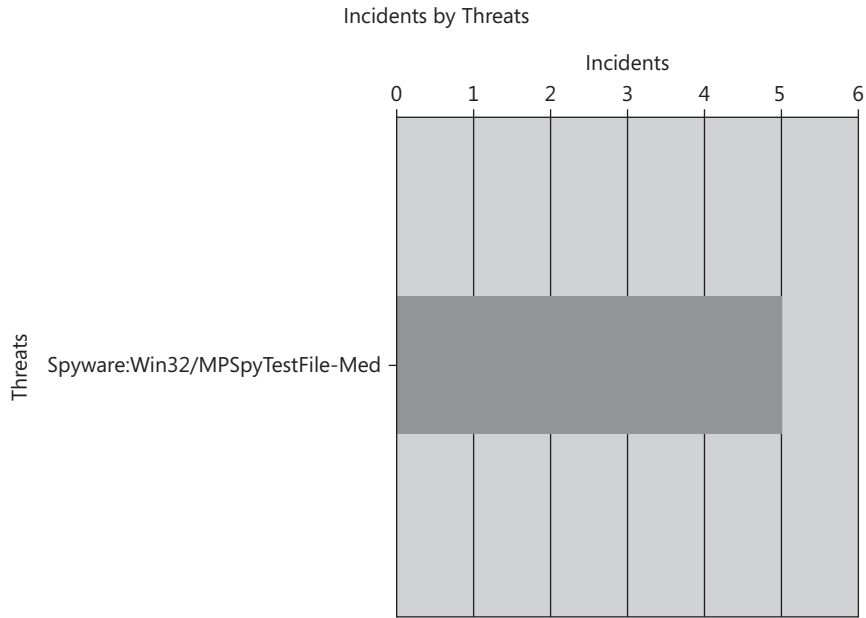 Incidents by Threats
Incidents
0 1 2 3 4 5 6
Threats
Spyware:Win32/MPSpyTestFile-Med